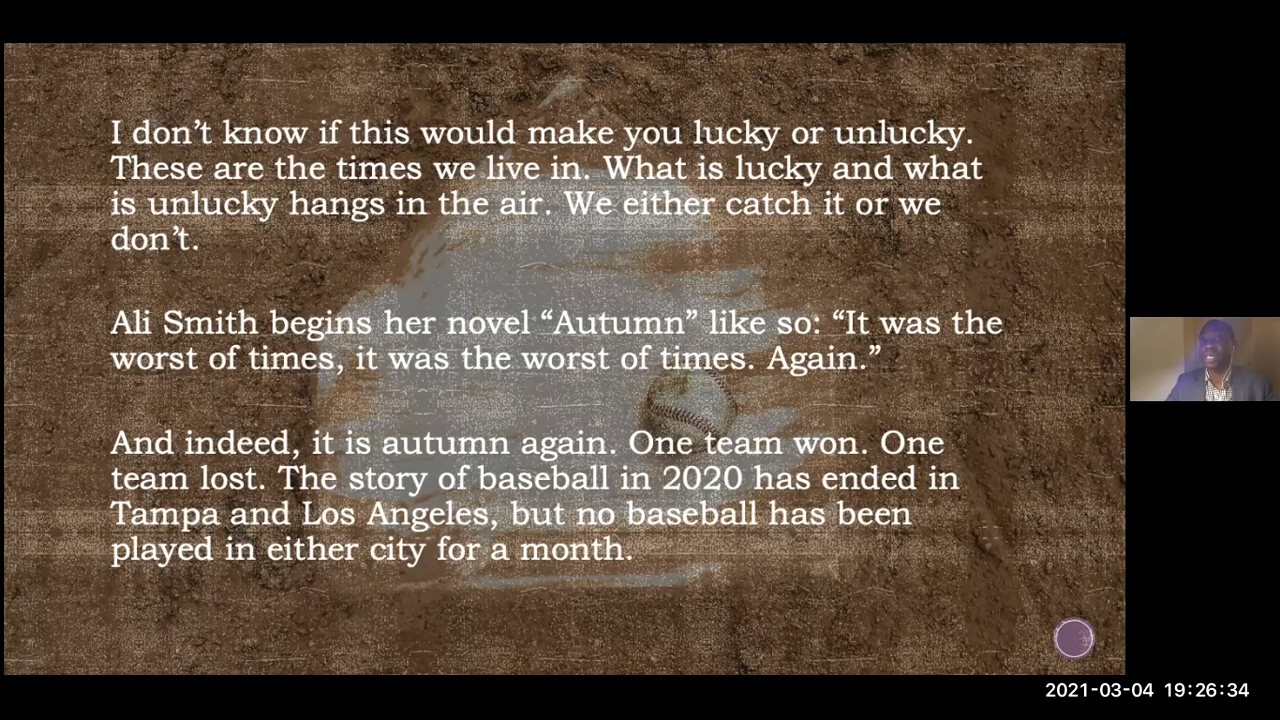 I don’t know if this would make you lucky or unlucky.
These are the times we live in. What is lucky and what
is unlucky hangs in the air. We either catch it or we
don’t.
Ali Smith begins her novel “Autumn” like so: “It was the
worst of times, it was the worst of times. Again.”
And indeed, it is autumn again. One team won. One
team lost. The story of baseball in 2020 has ended in
Tampa and Los Angeles, but no baseball has been
played in either city for a month.
2021-03-04 19:26:34